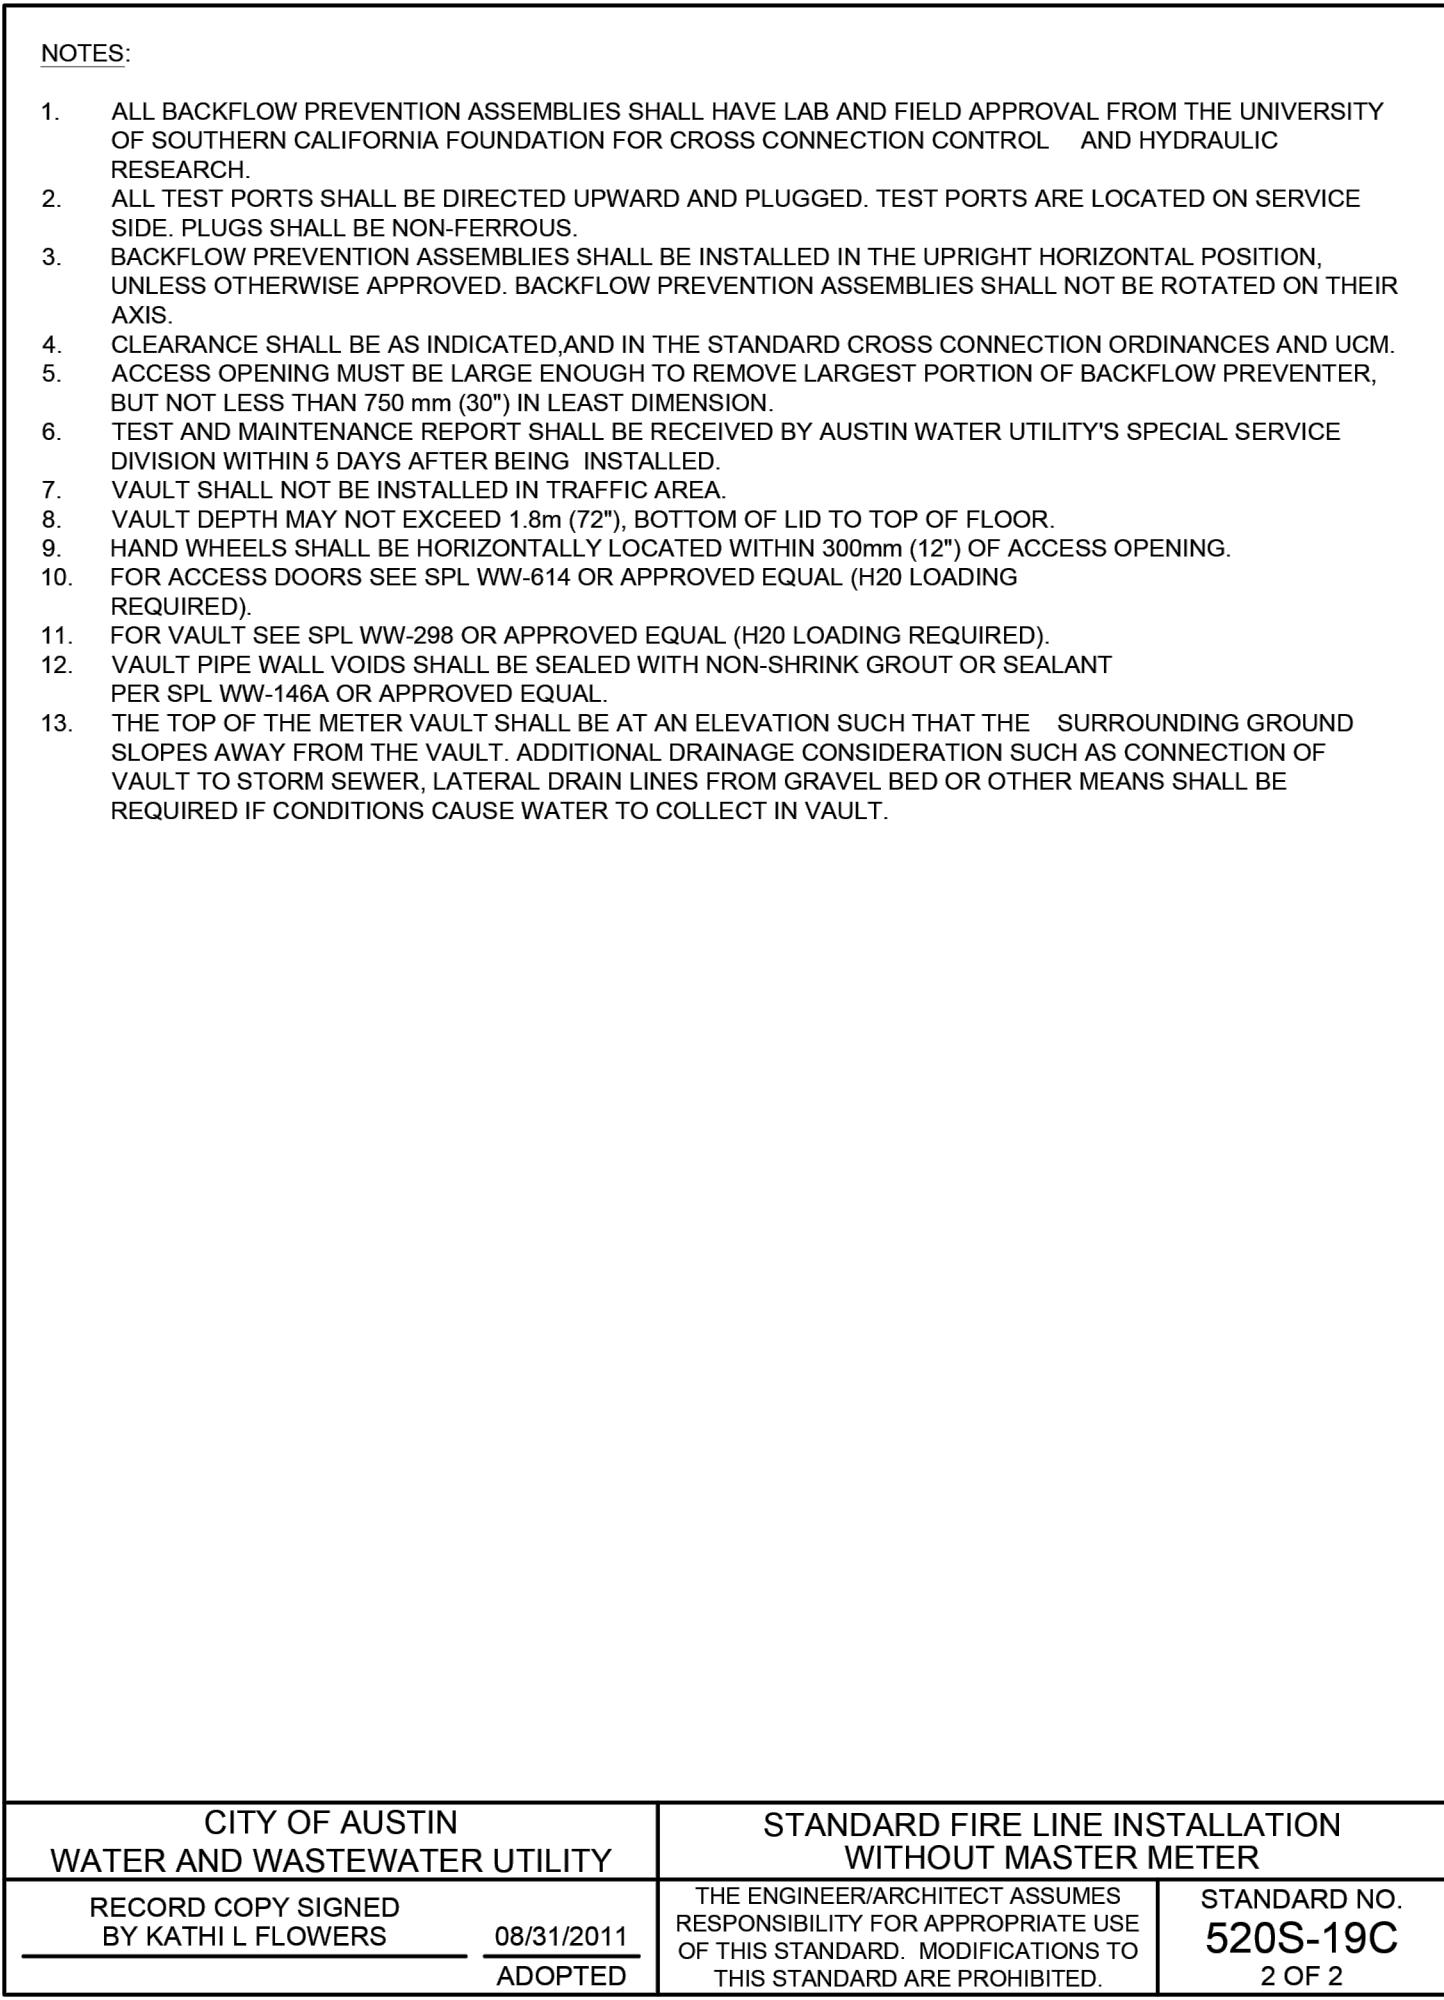 NOTES:
1. ALL BACKFLOW PREVENTION ASSEMBLIES SHALL HAVE LAB AND FIELD APPROVAL FROM THE UNIVERSITY
OF SOUTHERN CALIFORNIA FOUNDATION FOR CROSS CONNECTION CONTROL AND HYDRAULIC
RESEARCH.
2. ALL TEST PORTS SHALL BE DIRECTED UPWARD AND PLUGGED. TEST PORTS ARE LOCATED ON SERVICE
SIDE. PLUGS SHALL BE NON-FERROUS.
3. BACKFLOW PREVENTION ASSEMBLIES SHALL BE INSTALLED IN THE UPRIGHT HORIZONTAL POSITION,
UNLESS OTHERWISE APPROVED. BACKFLOW PREVENTION ASSEMBLIES SHALL NOT BE ROTATED ON THEIR
AXIS.
4. CLEARANCE SHALL BE AS INDICATED,AND IN THE STANDARD CROSS CONNECTION ORDINANCES AND UCM.
5. ACCESS OPENING MUST BE LARGE ENOUGH TO REMOVE LARGEST PORTION OF BACKFLOW PREVENTER,
BUT NOT LESS THAN 750 mm (30") IN LEAST DIMENSION.
6. TEST AND MAINTENANCE REPORT SHALL BE RECEIVED BY AUSTIN WATER UTILITY'S SPECIAL SERVICE
DIVISION WITHIN 5 DAYS AFTER BEING INSTALLED.
7. VAULT SHALL NOT BE INSTALLED IN TRAFFIC AREA.
8. VAULT DEPTH MAY NOT EXCEED 1.8m (72"), BOTTOM OF LID TO TOP OF FLOOR.
9. HAND WHEELS SHALL BE HORIZONTALLY LOCATED WITHIN 300mm (12") OF ACCESS OPENING.
10. FOR ACCESS DOORS SEE SPL WW-614 OR APPROVED EQUAL (H20 LOADING
REQUIRED).
11. FOR VAULT SEE SPL WW-298 OR APPROVED EQUAL (H20 LOADING REQUIRED).
12. VAULT PIPE WALL VOIDS SHALL BE SEALED WITH NON-SHRINK GROUT OR SEALANT
PER SPL WW-146A OR APPROVED EQUAL.
13. THE TOP OF THE METER VAULT SHALL BE AT AN ELEVATION SUCH THAT THE SURROUNDING GROUND
SLOPES AWAY FROM THE VAULT. ADDITIONAL DRAINAGE CONSIDERATION SUCH AS CONNECTION OF
VAULT TO STORM SEWER, LATERAL DRAIN LINES FROM GRAVEL BED OR OTHER MEANS SHALL BE
REQUIRED IF CONDITIONS CAUSE WATER TO COLLECT IN VAULT.
CITY OF AUSTIN
WATER AND WASTEWATER UTILITY
STANDARD FIRE LINE INSTALLATION
WITHOUT MASTER METER
RECORD COPY SIGNED
BY KATHI L FLOWERS
08/31/2011
ADOPTED
THE ENGINEER/ARCHITECT ASSUMES
RESPONSIBILITY FOR APPROPRIATE USE
OF THIS STANDARD. MODIFICATIONS TO
THIS STANDARD ARE PROHIBITED.
STANDARD NO.
520S-19C
2 OF 2